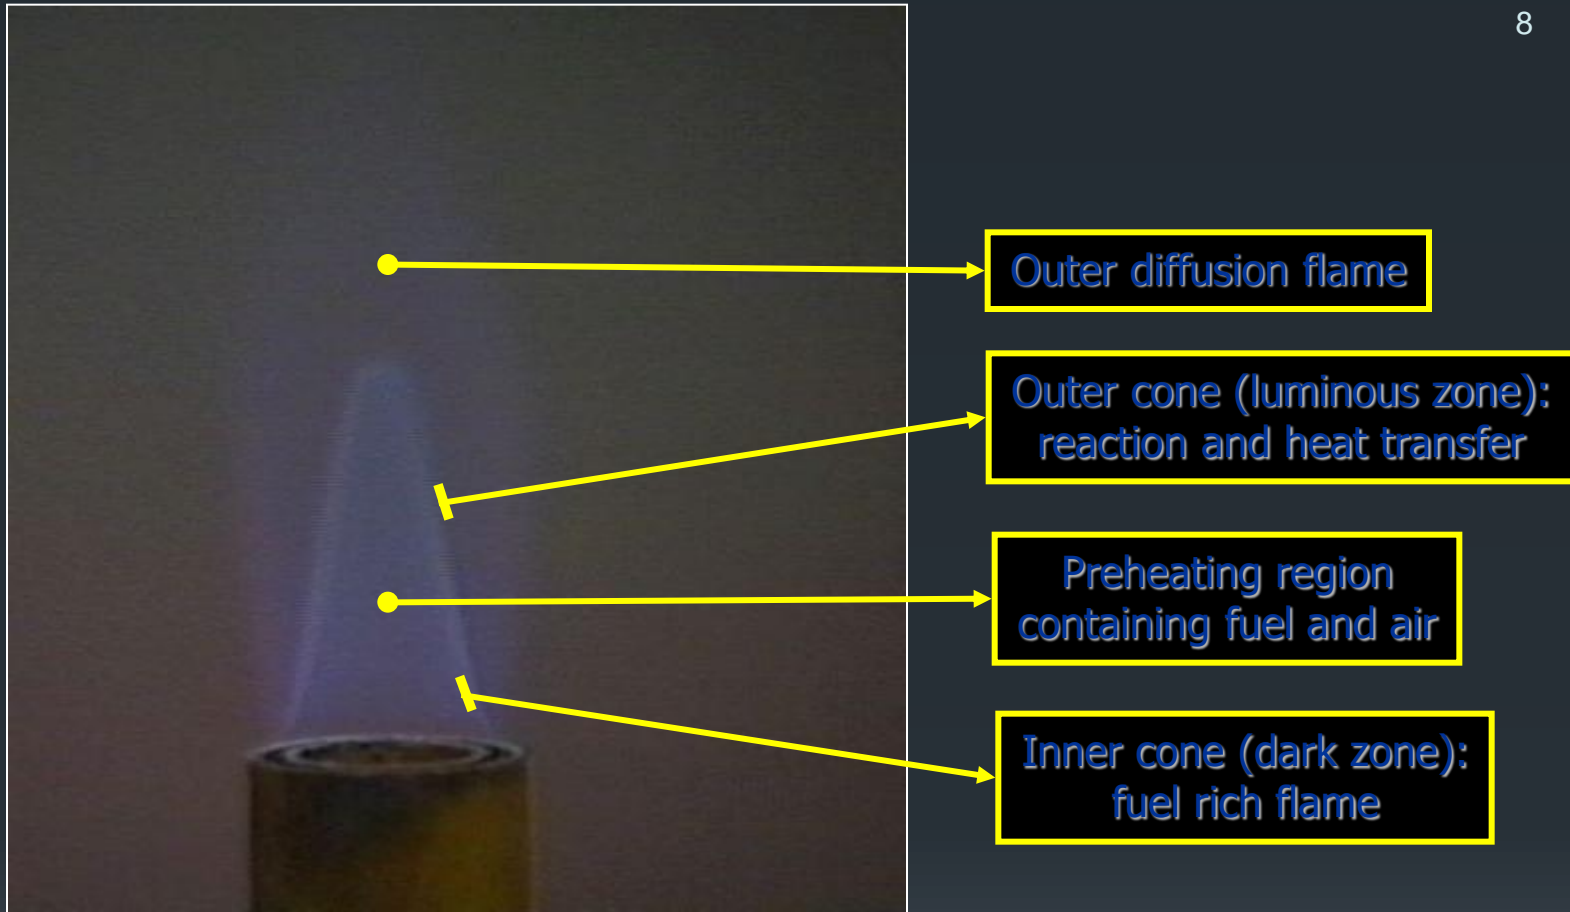 8
Outer diffusion flame
Outer cone (luminous zone):
reaction and heat transfer
Preheating region
containing fuel and air
Inner cone (dark zone):
fuel rich flame